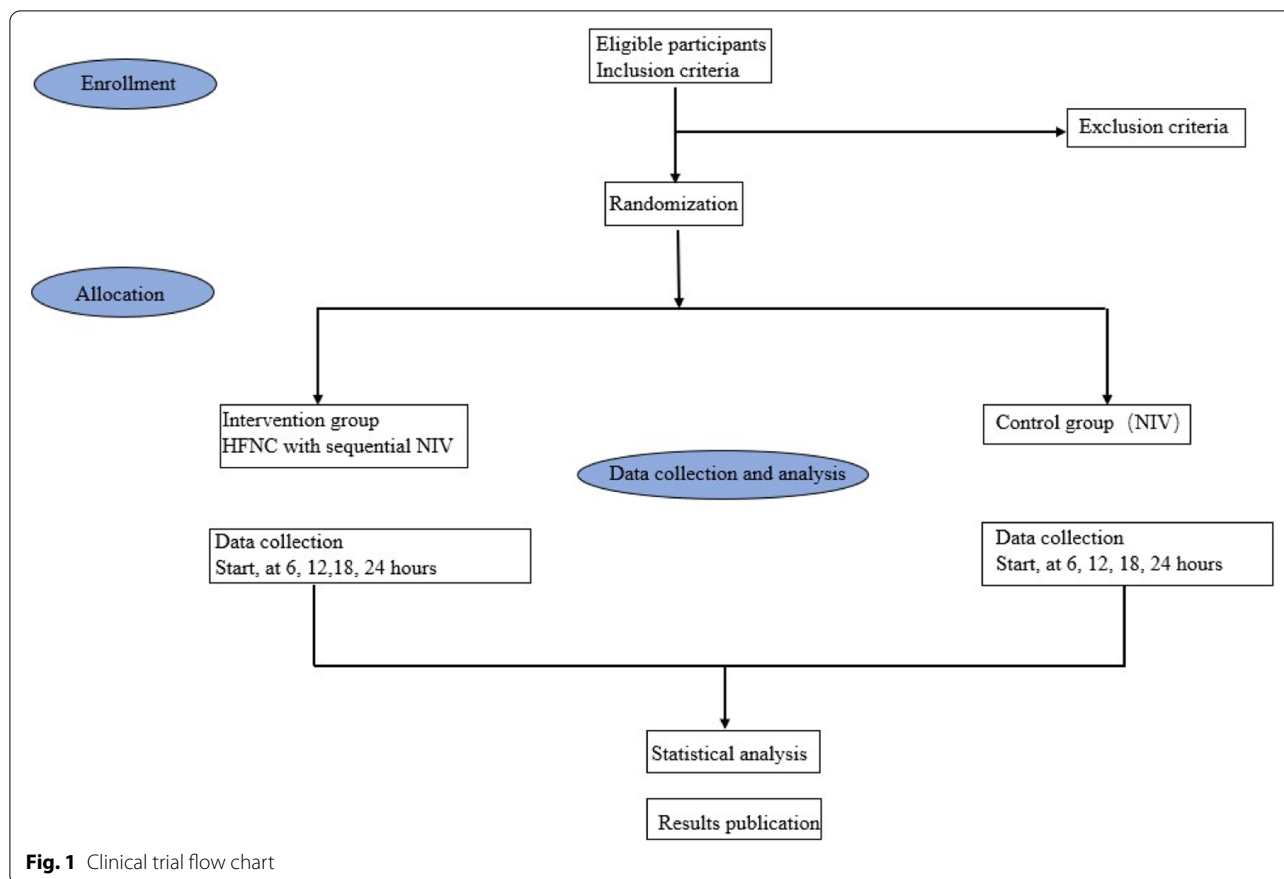 Eligible participants
Inclusion criteria
Enrollment
Exclusion criteria
Randomization
Allocation
Intervention group
HFNC with sequential NIV
Control group (NIV)
Data collection and analysis
Data collection
Start, at 6, 12,18, 24 hours
Data collection
Start, at 6, 12, 18, 24 hours
Statistical analysis
Results publication
Fig. 1 Clinical trial flow chart